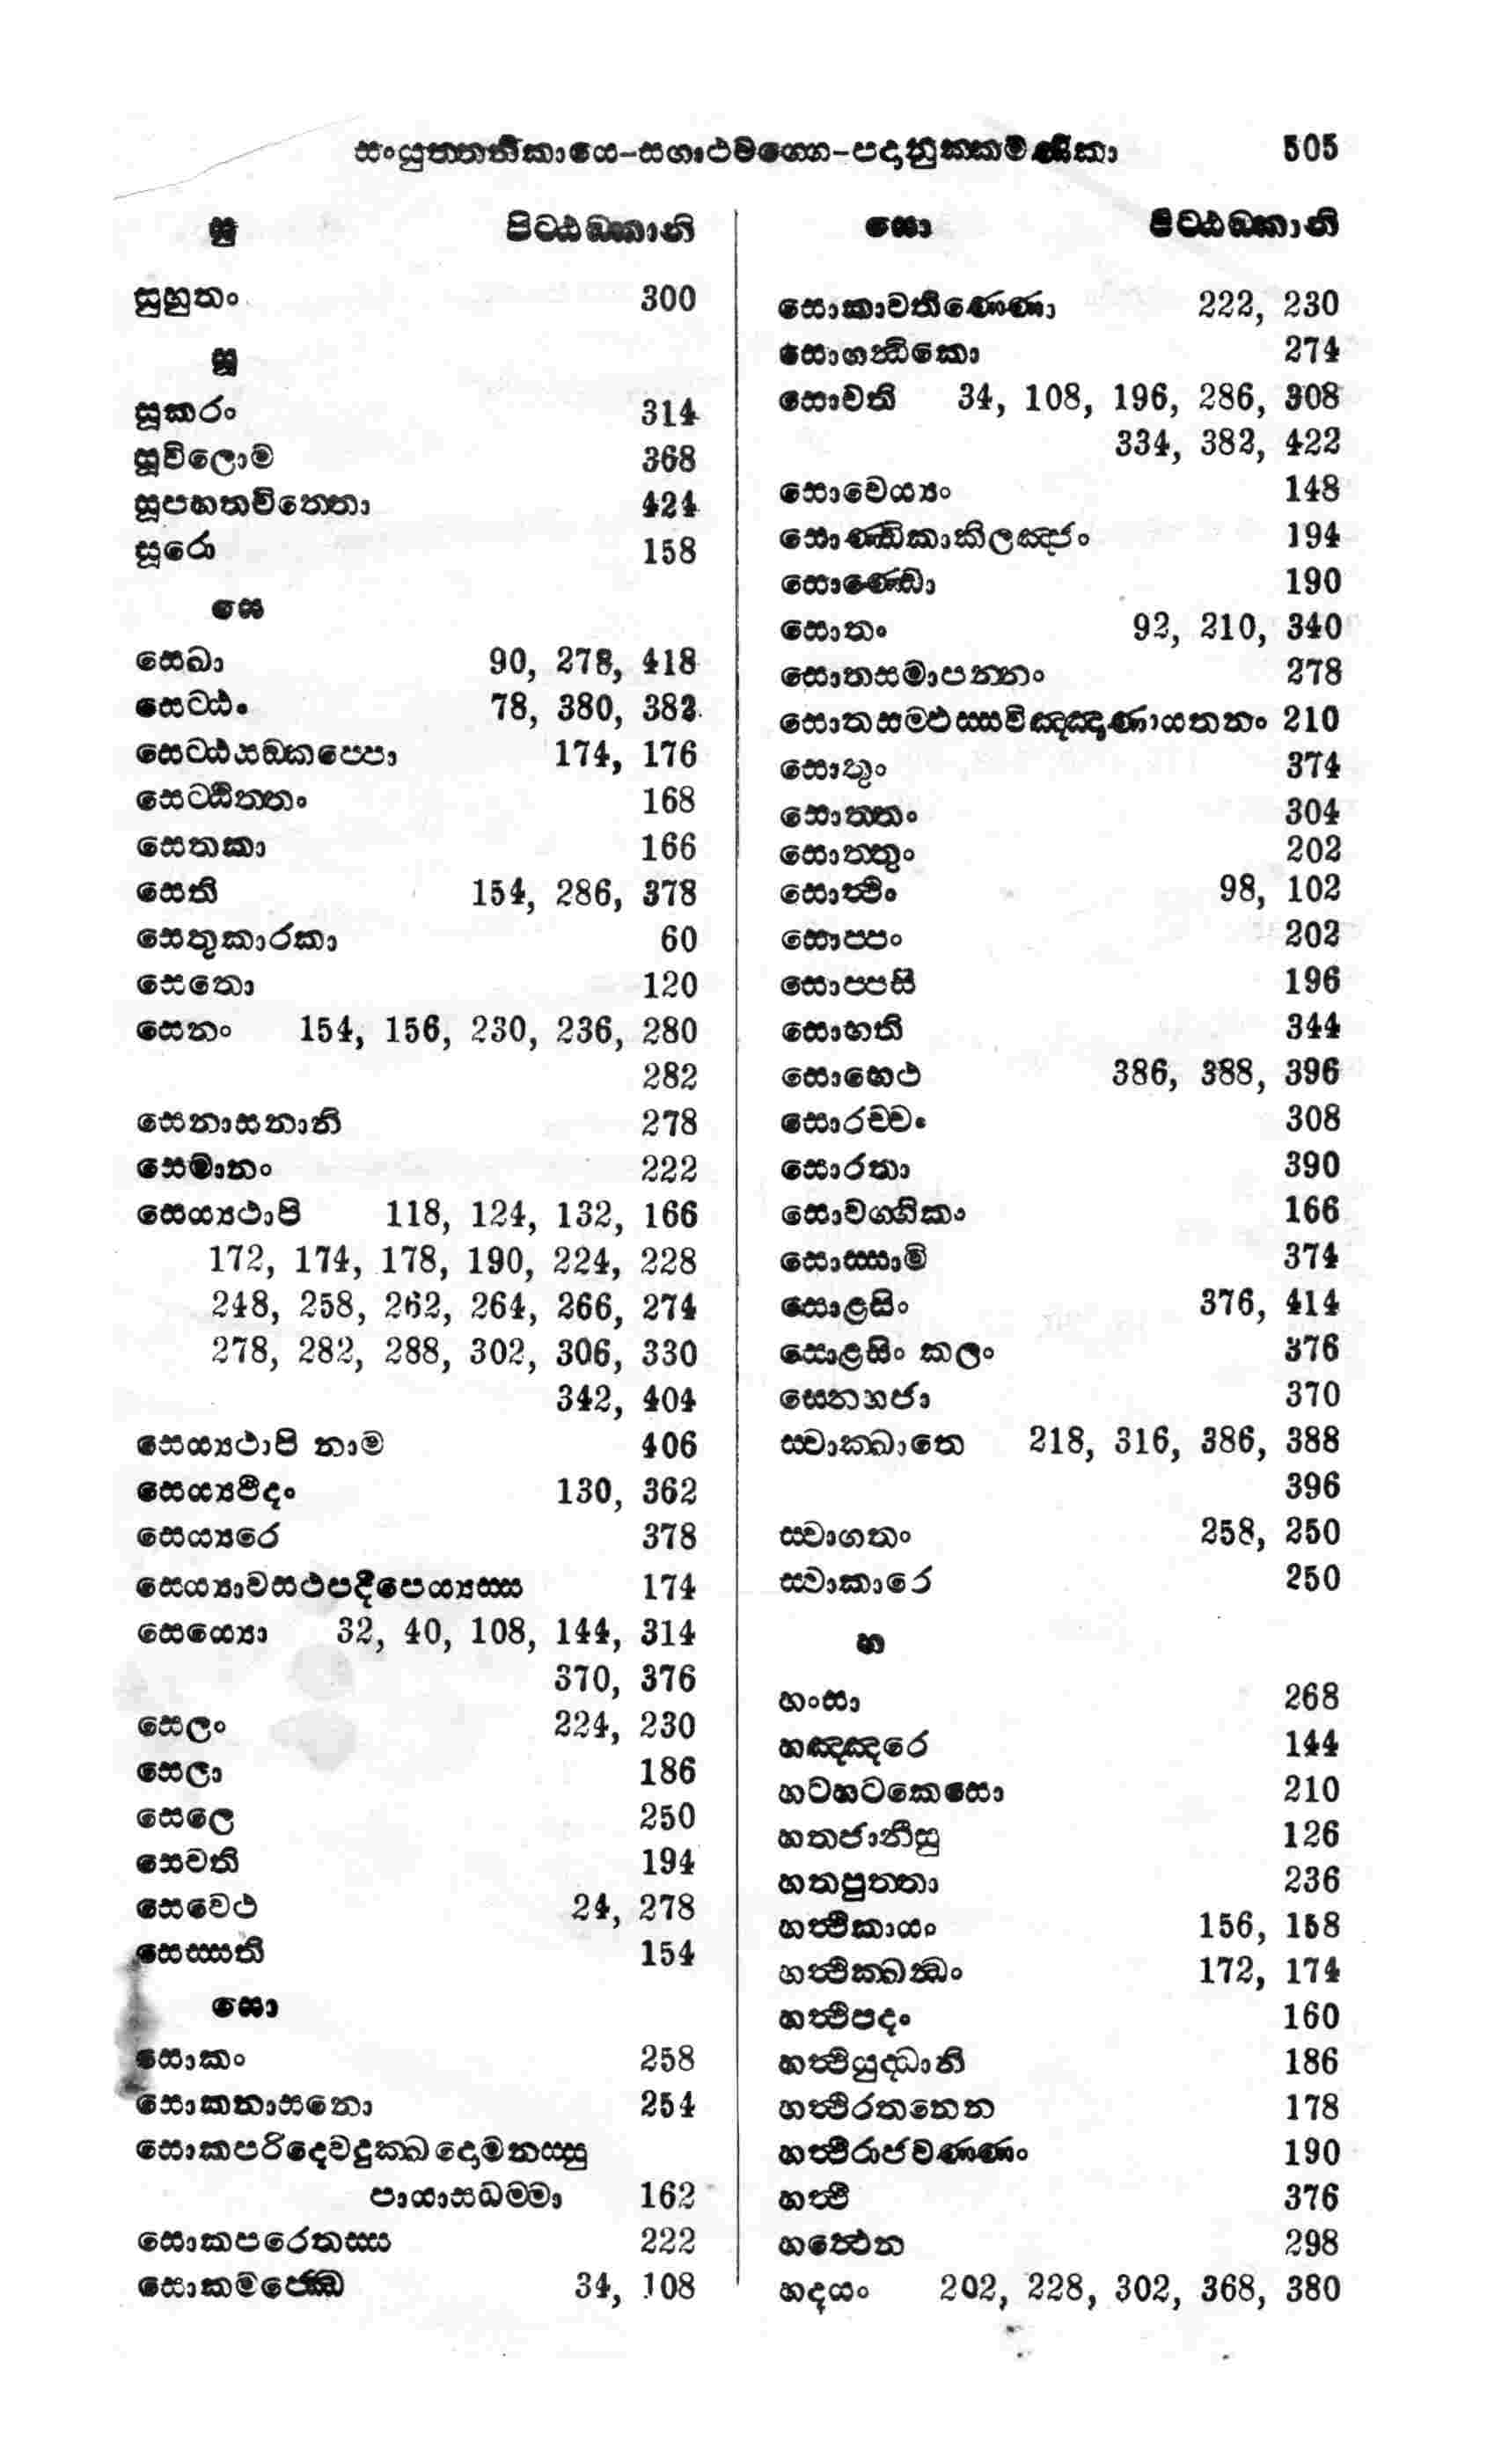 සංයුත්තනිකායෙ-සගාථවග්ගෙ-පදානුක්කමණිකා 505
සු පිට්ඨඞ්කානි
සුහුතං 300
සූ
සූකරං 314
සූචිලොම 368
සූපහතචිත්තො 424
සූරො 158
සෙ
සෙඛා 90, 278, 418
සෙට්ඨං 78, 380, 382
සෙට්ඨසඞ්කප්පො 174, 176
සෙට්ඨිත්තං 168
සෙතකා 166
සෙති 154, 286, 378
සෙතුකාරකා 60
සෙතො 120
සෙනං 154, 156, 230, 236, 280
282
සෙනාසනානි 278
සෙමානං 222
සෙය්‍යථාපි 118, 124, 132, 166
172, 174, 178, 190, 224, 228
248, 258, 262, 264, 266, 274
278, 282, 288, 302, 306, 330
342, 404
සෙය්‍යථාපි නාම 406
සෙය්‍යථීදං 130, 362
සෙය්‍යරෙ 378
සෙය්‍යාවසථපදීපෙය්‍යස්ස 174
සෙය්‍යො 32, 40, 108, 144, 314
370, 376
සෙලං 224, 230
සෙලා 186
සෙලෙ 250
සෙවති 194
සෙවෙථ 24, 278
සෙස්සති 154
සො
සොකං 258
සොකනාසනො 254
සොකපරිදෙවදුක්ඛදොමනස්සු
පායාසධම්මා 162
සොකපරෙතස්ස 222
සොකම්හි 34, 108
සො පිට්ඨඞ්කානි
සොකාවතිණ්ණො 222, 230
සොගන්ධිකො 274
සොචති 34, 108, 196, 286, 308
334, 382, 422
සොචෙය්‍යං 148
සොණ්ඩිකාකිලඤ්ජං 194
සොණ්ඩො 190
සොතං 92, 210, 340
සොතසමාපන්නං 278
සොතසම්ඵස්සවිඤ්ඤාණායතනං 210
සොතුං 374
සොත්තං 304
සොත්තුං 202
සොත්ථිං 98, 102
සොප්පං 202
සොප්පසි 196
සොභති 344
සොභෙථ 386, 388, 396
සොරච්චං 308
සොරතා 390
සොවග්ගිකා 166
සොස්සාමි 374
සොළසිං 376, 414
සොළසිං කලං 376
ස්නෙහජා 370
ස්වාක්ඛාතෙ 218, 316, 386, 388
396
ස්වාගතං 258, 250
ස්වාකාරෙ 250
හ
හංසා 268
හඤ්ඤරෙ 144
හටහටකෙසො 210
හතජානීසු 126
හතපුත්තා 236
හත්ථිකායං 156, 158
හත්ථික්ඛන්ධං 172, 174
හත්ථිපදං 160
හත්ථියුද්ධානි 186
හත්ථිරතනෙන 178
හත්ථිරාජවණ්ණං 190
හත්ථී 376
හත්ථෙන 298
හදයං 202, 228, 302, 368, 380